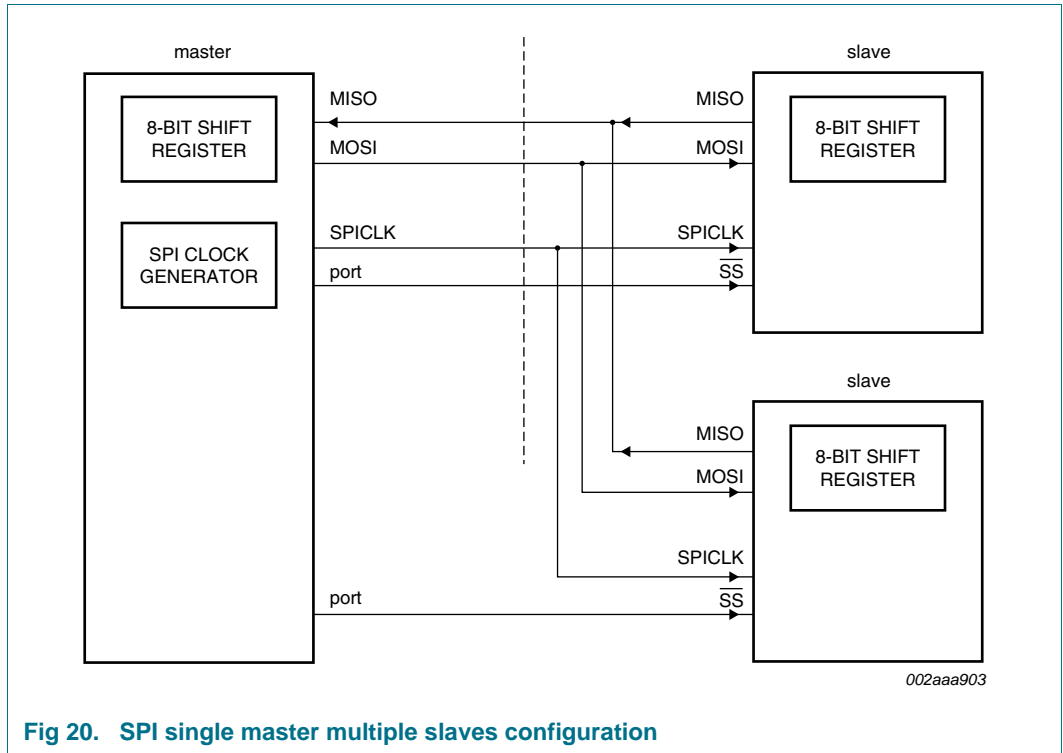 master
slave
8-BIT SHIFT
REGISTER
MISO
MISO
8-BIT SHIFT
REGISTER
MOSI
MOSI
SPI CLOCK
GENERATOR
SPICLK
SPICLK
port
SS
slave
MISO
8-BIT SHIFT
REGISTER
MOSI
SPICLK
port
SS
002aaa903
Fig 20. SPI single master multiple slaves configuration